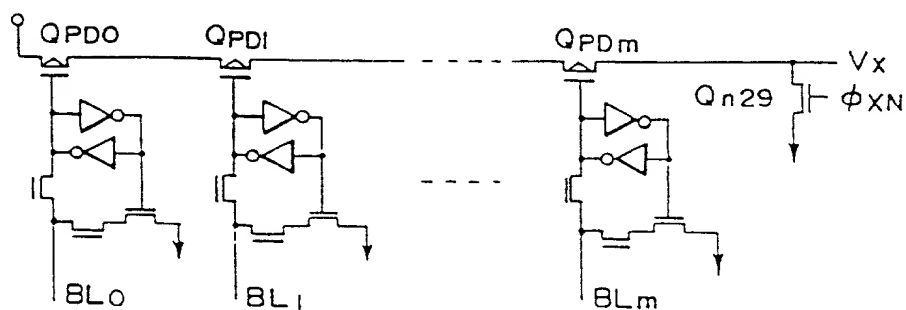 QPD0
QPD1
QPDm
VX
Qn29
ϕXN
BL0
BL1
BLm